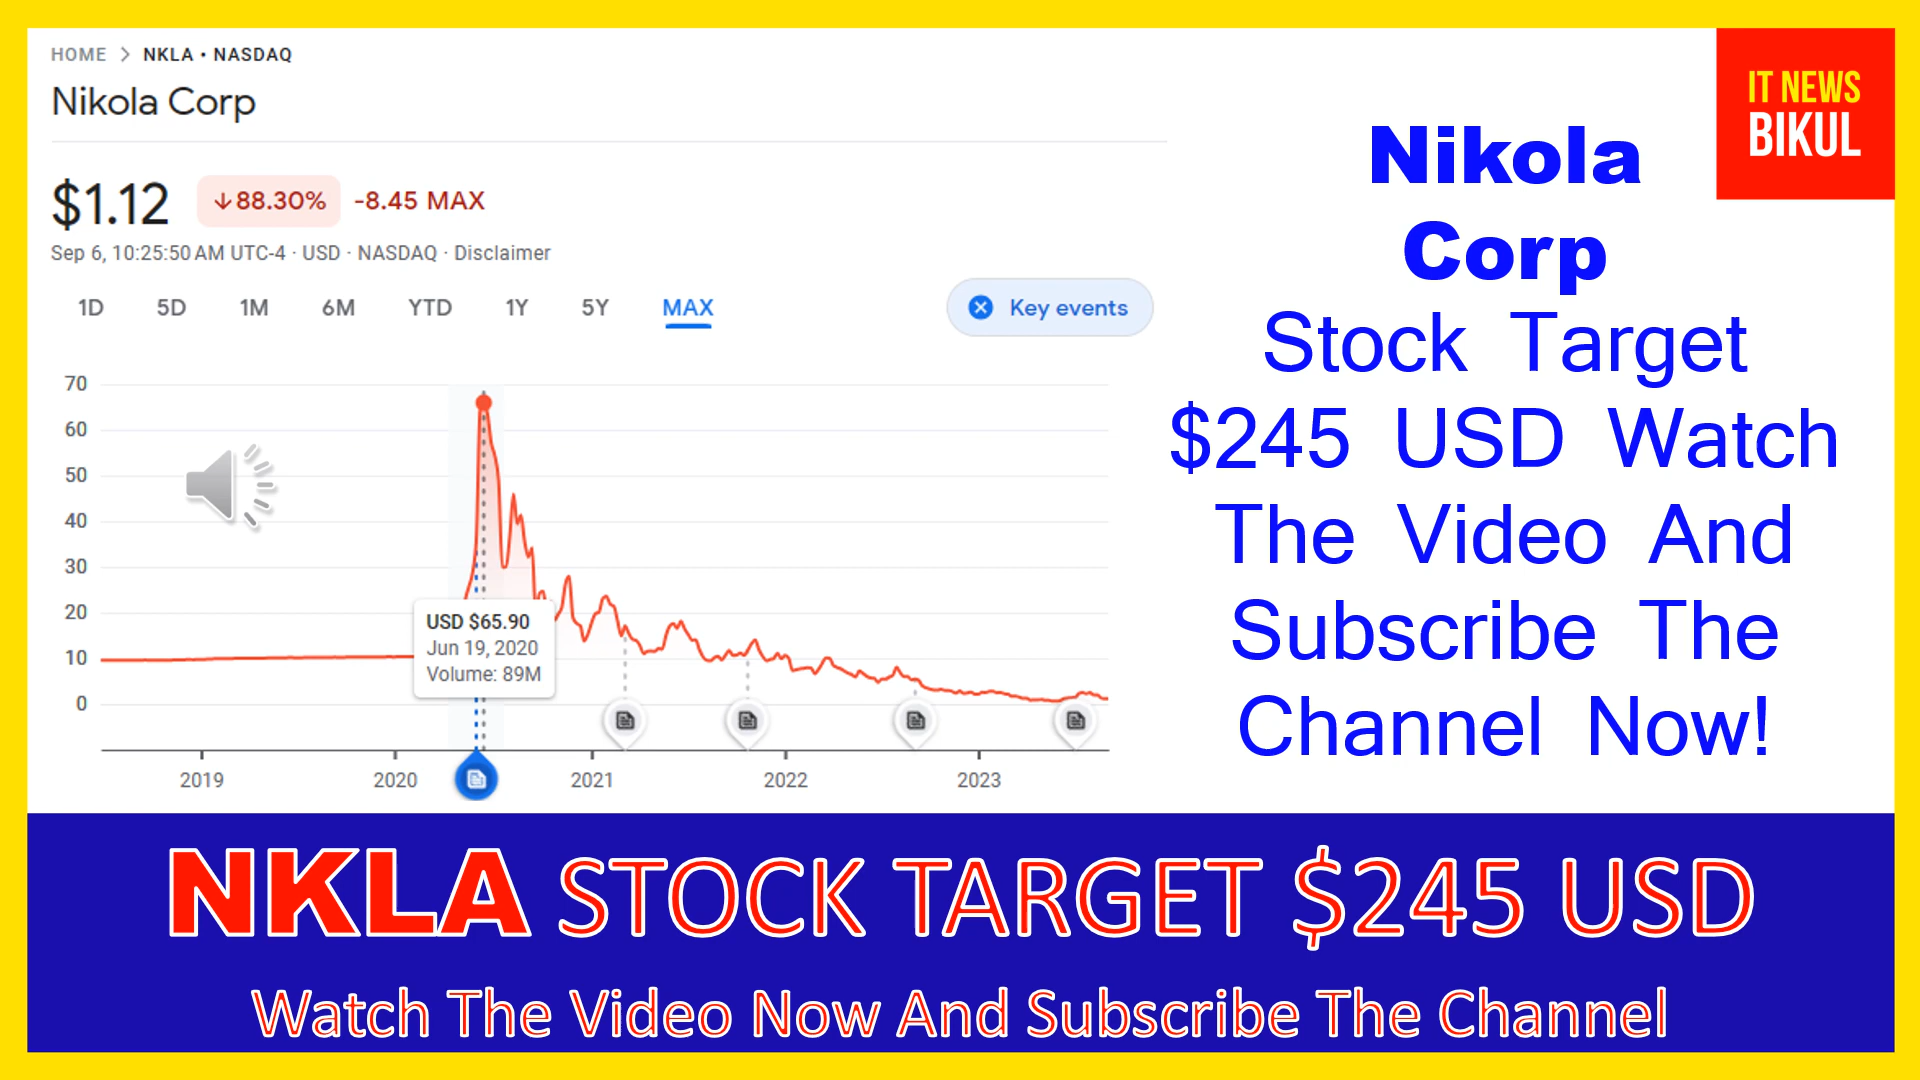 HOME > NKLA • NASDAQ
Nikola Corp
$1.12 ↓88.30% -8.45 MAX
Sep 6, 10:25:50 AM UTC-4 · USD · NASDAQ · Disclaimer
1D 5D 1M 6M YTD 1Y 5Y MAX
Key events
70
60
50
40
30
20
10
0
USD $65.90
Jun 19, 2020
Volume: 89M
2019 2020 2021 2022 2023
IT NEWS
BIKUL
Nikola
Corp
Stock Target
$245 USD Watch
The Video And
Subscribe The
Channel Now!
NKLA STOCK TARGET $245 USD
Watch The Video Now And Subscribe The Channel